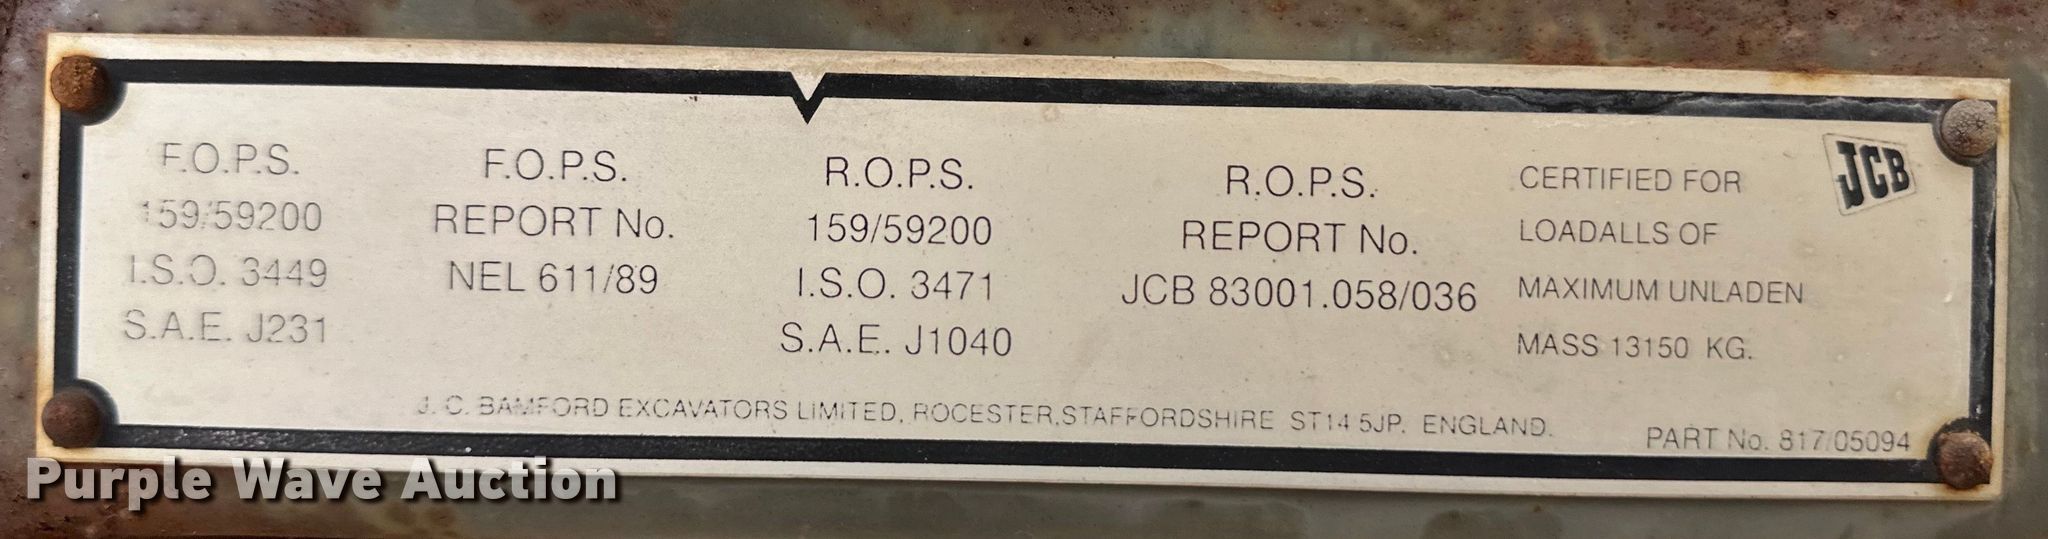 F.O.P.S.
159/59200
I.S.O. 3449
S.A.E. J231
F.O.P.S.
REPORT No.
NEL 611/89
R.O.P.S.
159/59200
I.S.O. 3471
S.A.E. J1040
R.O.P.S.
REPORT No.
JCB 83001.058/036
CERTIFIED FOR
LOADALLS OF
MAXIMUM UNLADEN
MASS 13150 KG.
JCB
J. C. BAMFORD EXCAVATORS LIMITED, ROCESTER,STAFFORDSHIRE ST14 5JP. ENGLAND.
PART No. 817/05094
Purple Wave Auction